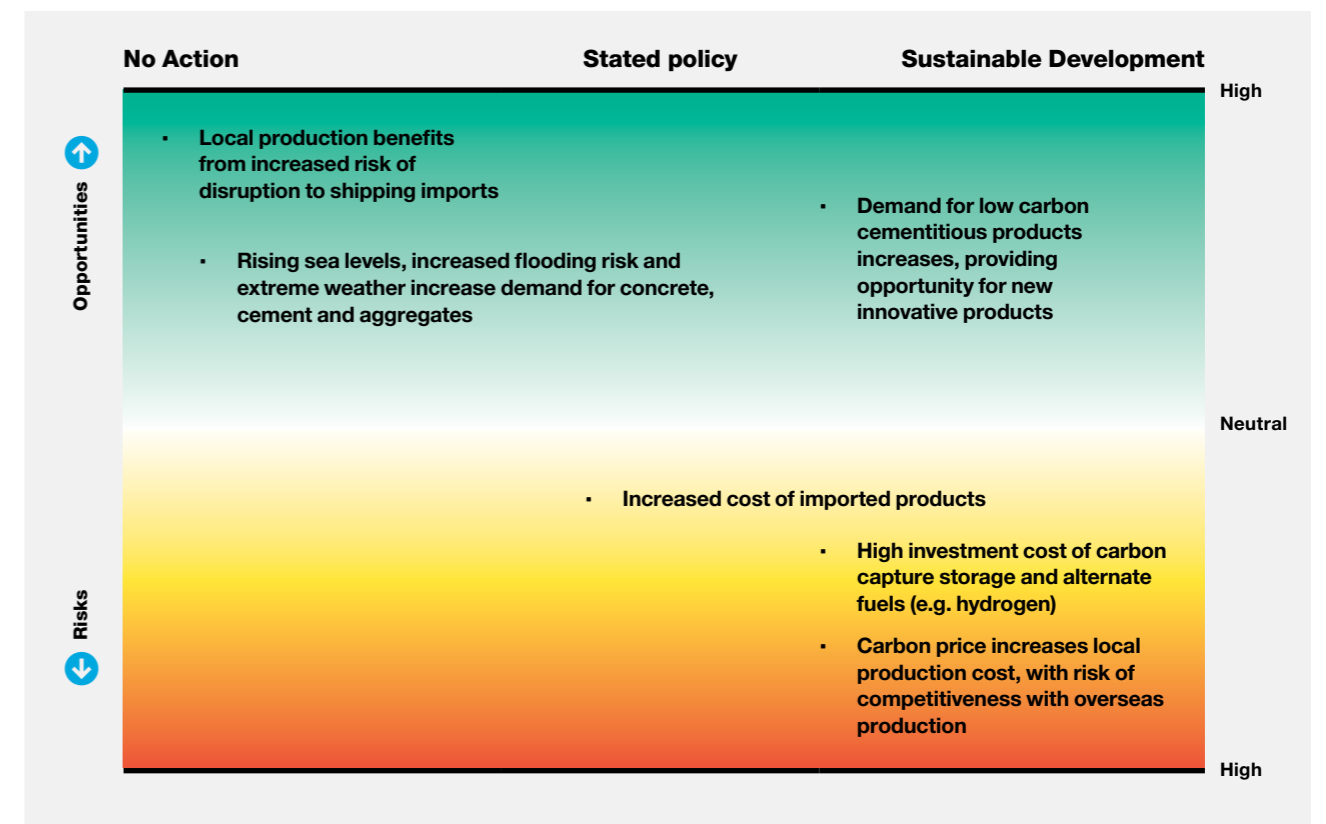 No Action
Stated policy
Sustainable Development
High
Opportunities
▪ Local production benefits
from increased risk of
disruption to shipping imports
▪ Rising sea levels, increased flooding risk and
extreme weather increase demand for concrete,
cement and aggregates
▪ Demand for low carbon
cementitious products
increases, providing
opportunity for new
innovative products
Neutral
▪ Increased cost of imported products
Risks
▪ High investment cost of carbon
capture storage and alternate
fuels (e.g. hydrogen)
▪ Carbon price increases local
production cost, with risk of
competitiveness with overseas
production
High